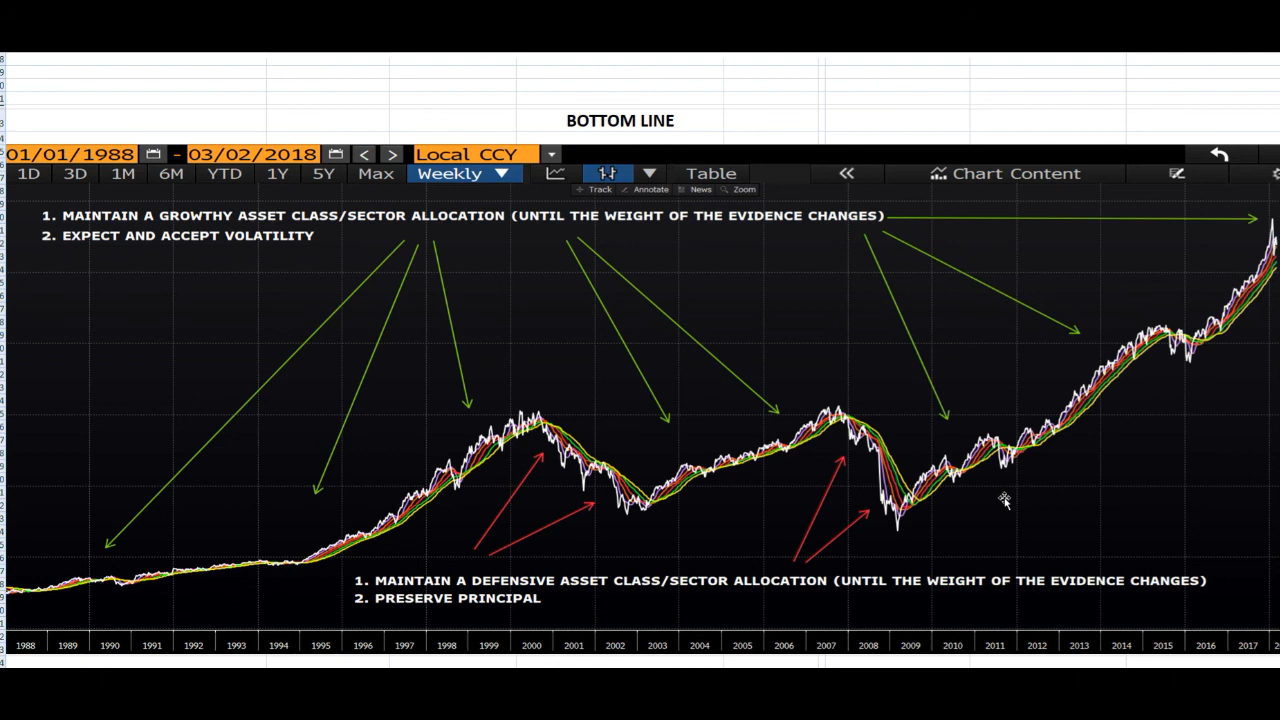 BOTTOM LINE
01/01/1988 - 03/02/2018 < > Local CCY
1D 3D 1M 6M YTD 1Y 5Y Max Weekly Table Chart Content
Track Annotate News Zoom
1. MAINTAIN A GROWTHY ASSET CLASS/SECTOR ALLOCATION (UNTIL THE WEIGHT OF THE EVIDENCE CHANGES)
2. EXPECT AND ACCEPT VOLATILITY
1. MAINTAIN A DEFENSIVE ASSET CLASS/SECTOR ALLOCATION (UNTIL THE WEIGHT OF THE EVIDENCE CHANGES)
2. PRESERVE PRINCIPAL
1988 1989 1990 1991 1992 1993 1994 1995 1996 1997 1998 1999 2000 2001 2002 2003 2004 2005 2006 2007 2008 2009 2010 2011 2012 2013 2014 2015 2016 2017